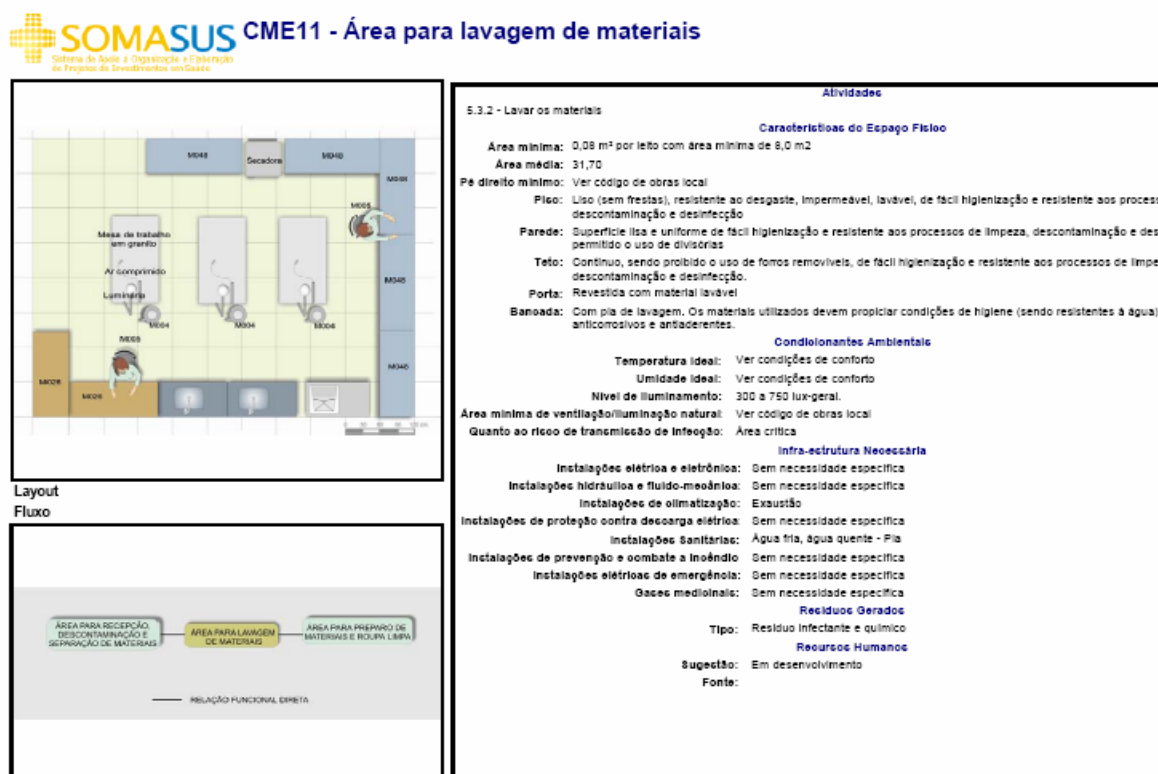 SOMASUS
Sistema de Apoio à Organização e Elaboração
de Projetos de Investimentos em Saúde
CME11 - Área para lavagem de materiais
M048
Secadora
M048
M048
M005
Mesa de trabalho
em granito
Ar comprimido
M048
Luminária
M004
M004
M004
M005
M046
M028
M028
Layout
Fluxo
ÁREA PARA RECEPÇÃO,
DESCONTAMINAÇÃO E
SEPARAÇÃO DE MATERIAIS
ÁREA PARA LAVAGEM
DE MATERIAIS
ÁREA PARA PREPARO DE
MATERIAIS E ROUPA LIMPA
RELAÇÃO FUNCIONAL DIRETA
Atividades
5.3.2 - Lavar os materiais
Características do Espaço Físico
Área mínima: 0,08 m² por leito com área mínima de 8,0 m2
Área média: 31,70
Pé direito mínimo: Ver código de obras local
Piso: Liso (sem frestas), resistente ao desgaste, impermeável, lavável, de fácil higienização e resistente aos process
descontaminação e desinfecção
Parede: Superfície lisa e uniforme de fácil higienização e resistente aos processos de limpeza, descontaminação e des
permitido o uso de divisórias
Teto: Contínuo, sendo proibido o uso de forros removíveis, de fácil higienização e resistente aos processos de limpe
descontaminação e desinfecção.
Porta: Revestida com material lavável
Bancada: Com pia de lavagem. Os materiais utilizados devem propiciar condições de higiene (sendo resistentes à água)
anticorrosivos e antiaderentes.
Condicionantes Ambientais
Temperatura Ideal: Ver condições de conforto
Umidade Ideal: Ver condições de conforto
Nível de Iluminamento: 300 a 750 lux-geral.
Área mínima de ventilação/iluminação natural: Ver código de obras local
Quanto ao risco de transmissão de infecção: Área crítica
Infra-estrutura Necessária
Instalações elétrica e eletrônica: Sem necessidade específica
Instalações hidráulica e fluido-mecânica: Sem necessidade específica
Instalações de climatização: Exaustão
Instalações de proteção contra descarga elétrica: Sem necessidade específica
Instalações Sanitárias: Água fria, água quente - Pia
Instalações de prevenção e combate a Incêndio Sem necessidade específica
Instalações elétricas de emergência: Sem necessidade específica
Gases medicinais: Sem necessidade específica
Resíduos Gerados
Tipo: Resíduo infectante e químico
Recursos Humanos
Sugestão: Em desenvolvimento
Fonte: